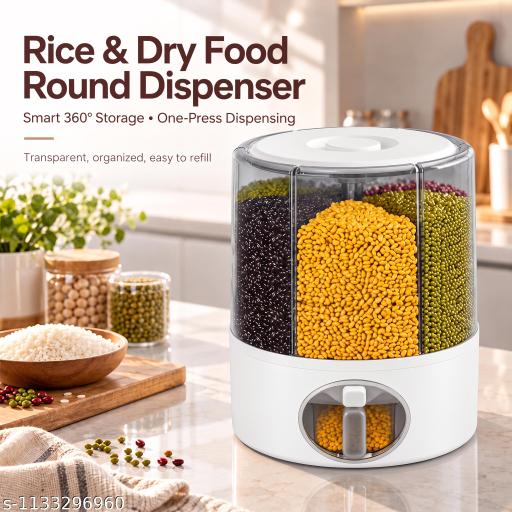 Rice & Dry Food
Round Dispenser
Smart 360° Storage • One-Press Dispensing
Transparent, organized, easy to refill
s-1133296960